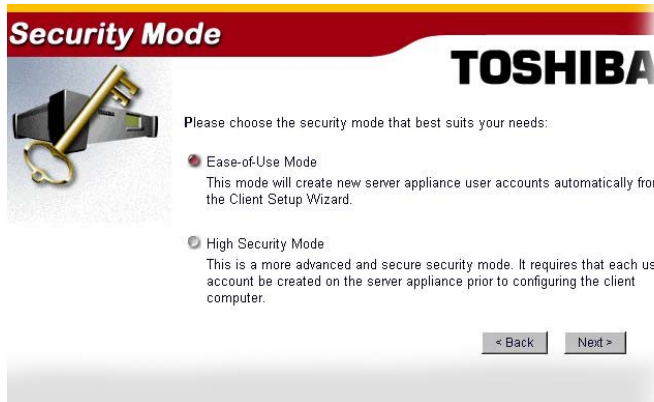 Security Mode
TOSHIBA
Please choose the security mode that best suits your needs:
Ease-of-Use Mode
This mode will create new server appliance user accounts automatically fro
the Client Setup Wizard.
High Security Mode
This is a more advanced and secure security mode. It requires that each us
account be created on the server appliance prior to configuring the client
computer.
< Back
Next >